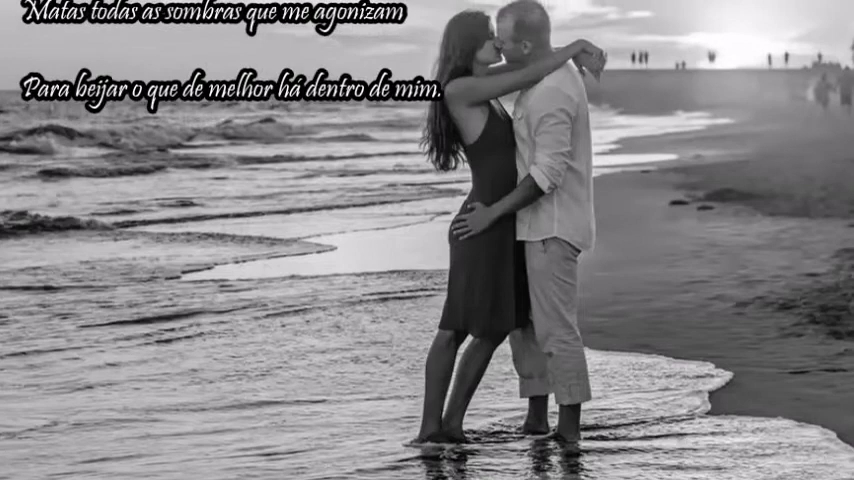 Matas todas as sombras que me agonizam
Para beijar o que de melhor há dentro de mim.